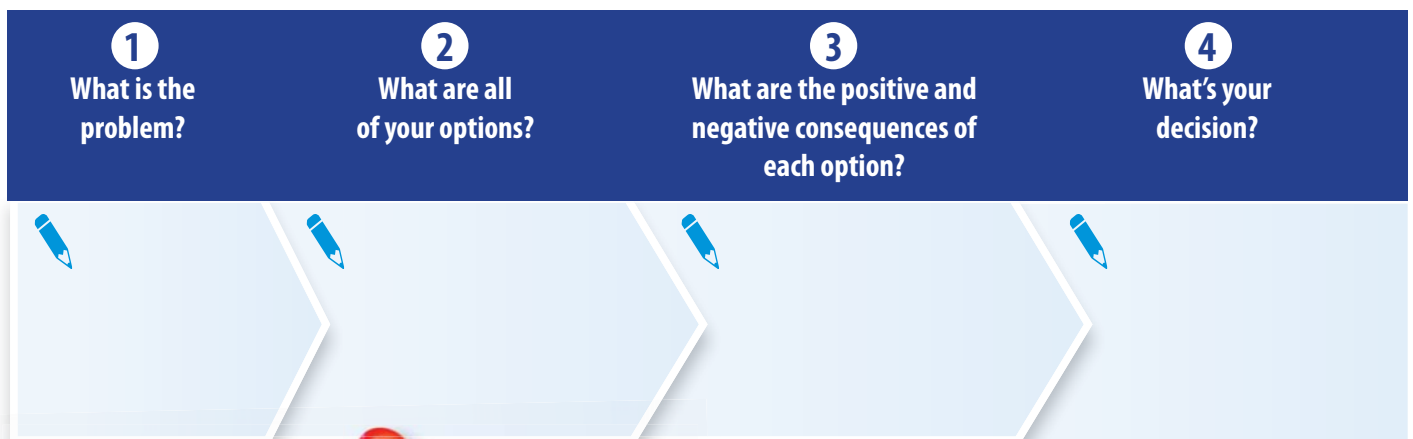 1
What is the
problem?
2
What are all
of your options?
3
What are the positive and
negative consequences of
each option?
4
What’s your
decision?